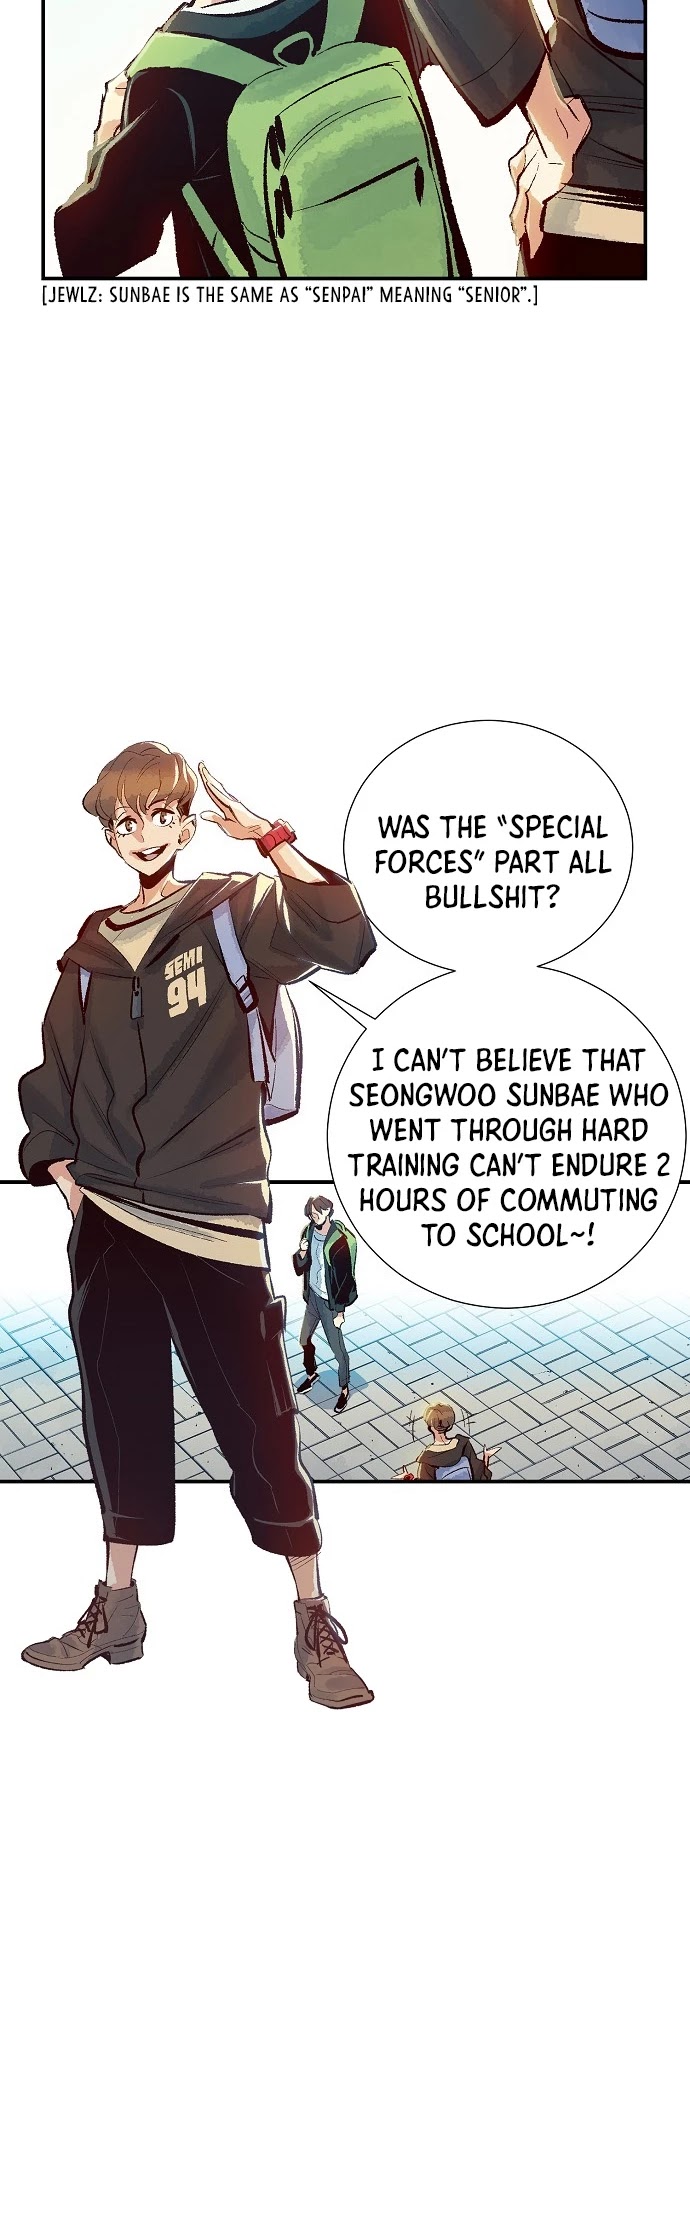 [JEWLZ: SUNBAE IS THE SAME AS "SENPAI" MEANING "SENIOR".]
WAS THE "SPECIAL
FORCES" PART ALL
BULLSHIT?
SEMI
94
I CAN'T BELIEVE THAT
SEONGWOO SUNBAE WHO
WENT THROUGH HARD
TRAINING CAN'T ENDURE 2
HOURS OF COMMUTING
TO SCHOOL~!